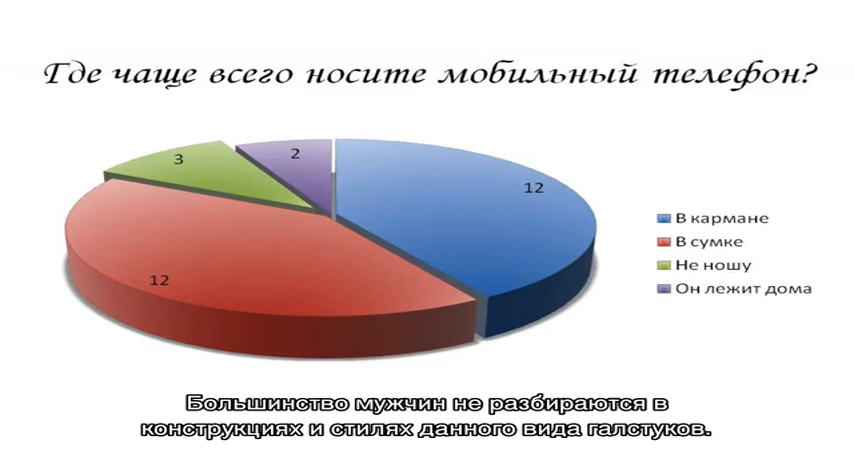 Где чаще всего носите мобильный телефон?
3
2
12
12
В кармане
В сумке
Не ношу
Он лежит дома
Большинство мужчин не разбираются в
конструкциях и стилях данного вида галстуков.